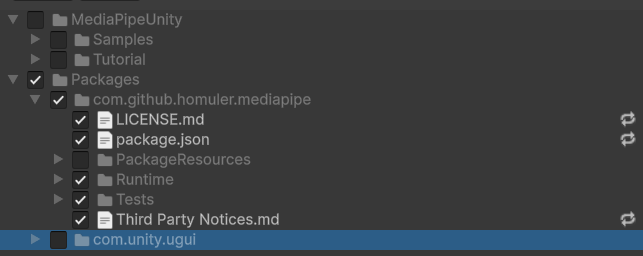 MediaPipeUnity
Samples
Tutorial
Packages
com.github.homuler.mediapipe
LICENSE.md
package.json
PackageResources
Runtime
Tests
Third Party Notices.md
com.unity.ugui